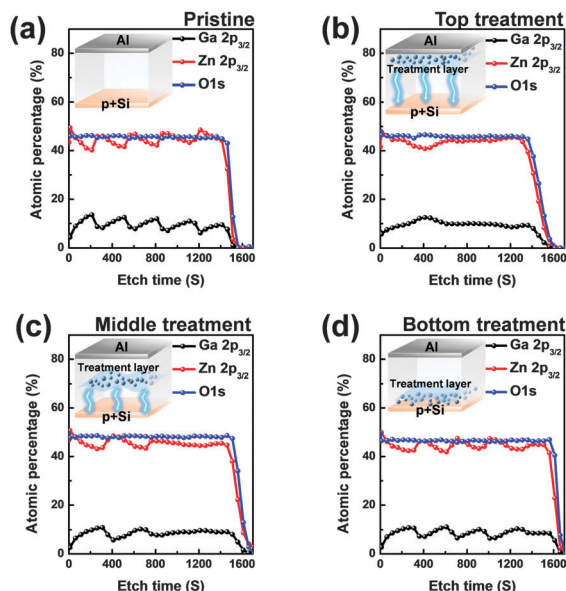 (a)
Pristine
Al
p+Si
Ga 2p3/2
Zn 2p3/2
O1s
Atomic percentage (%)
100
80
60
40
20
0
0 400 800 1200 1600
Etch time (S)
(b)
Top treatment
Al
Treatment layer
p+Si
Ga 2p3/2
Zn 2p3/2
O1s
Atomic percentage (%)
100
80
60
40
20
0
0 400 800 1200 1600
Etch time (S)
(c)
Middle treatment
Al
Treatment layer
p+Si
Ga 2p3/2
Zn 2p3/2
O1s
Atomic percentage (%)
100
80
60
40
20
0
0 400 800 1200 1600
Etch time (S)
(d)
Bottom treatment
Al
Treatment layer
p+Si
Ga 2p3/2
Zn 2p3/2
O1s
Atomic percentage (%)
100
80
60
40
20
0
0 400 800 1200 1600
Etch time (S)